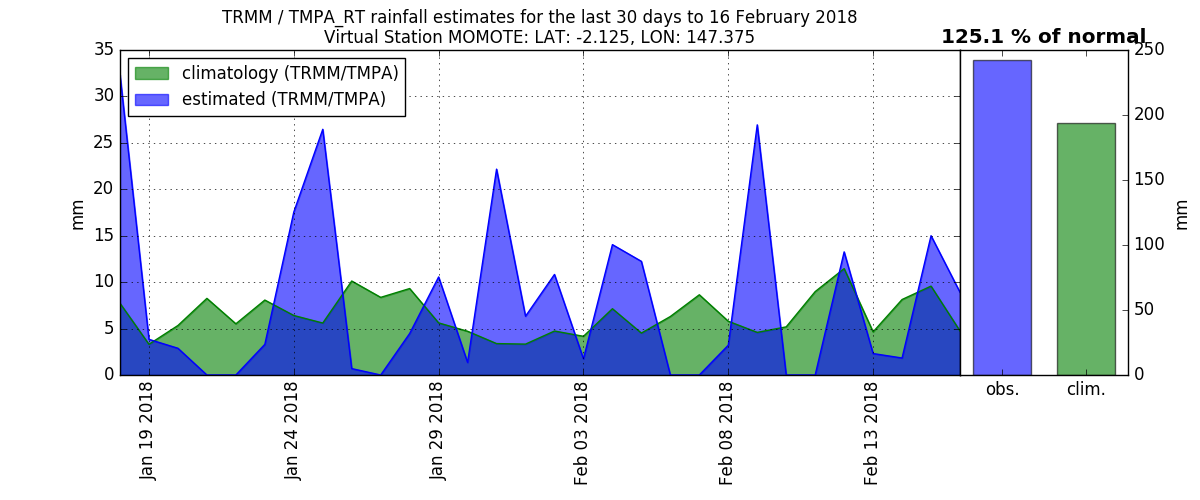 TRMM / TMPA_RT rainfall estimates for the last 30 days to 16 February 2018
Virtual Station MOMOTE: LAT: -2.125, LON: 147.375
125.1 % of normal
climatology (TRMM/TMPA)
estimated (TRMM/TMPA)
35
30
25
20
15
10
5
0
mm
Jan 19 2018
Jan 24 2018
Jan 29 2018
Feb 03 2018
Feb 08 2018
Feb 13 2018
250
200
150
100
50
0
mm
obs.
clim.